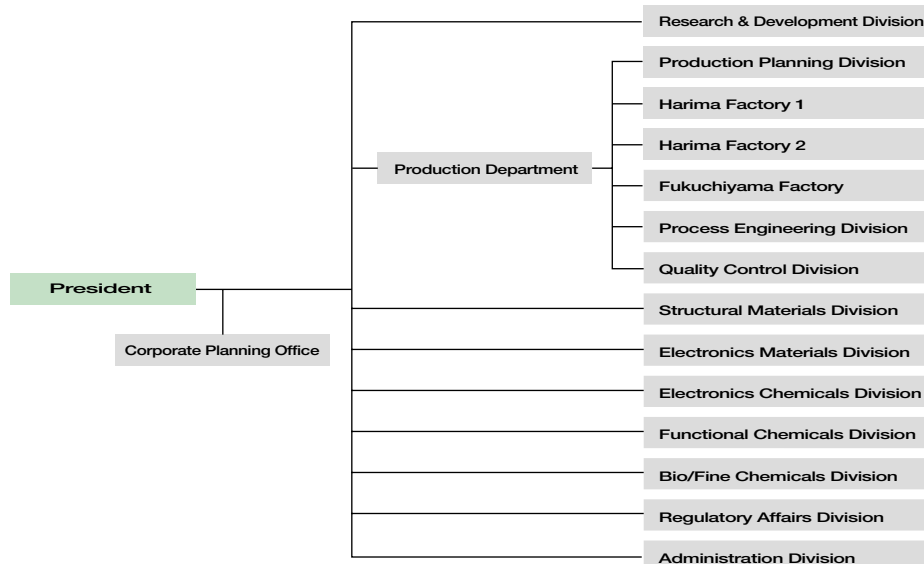 Research & Development Division
Production Planning Division
Harima Factory 1
Harima Factory 2
Production Department
Fukuchiyama Factory
Process Engineering Division
Quality Control Division
President
Structural Materials Division
Corporate Planning Office
Electronics Materials Division
Electronics Chemicals Division
Functional Chemicals Division
Bio/Fine Chemicals Division
Regulatory Affairs Division
Administration Division